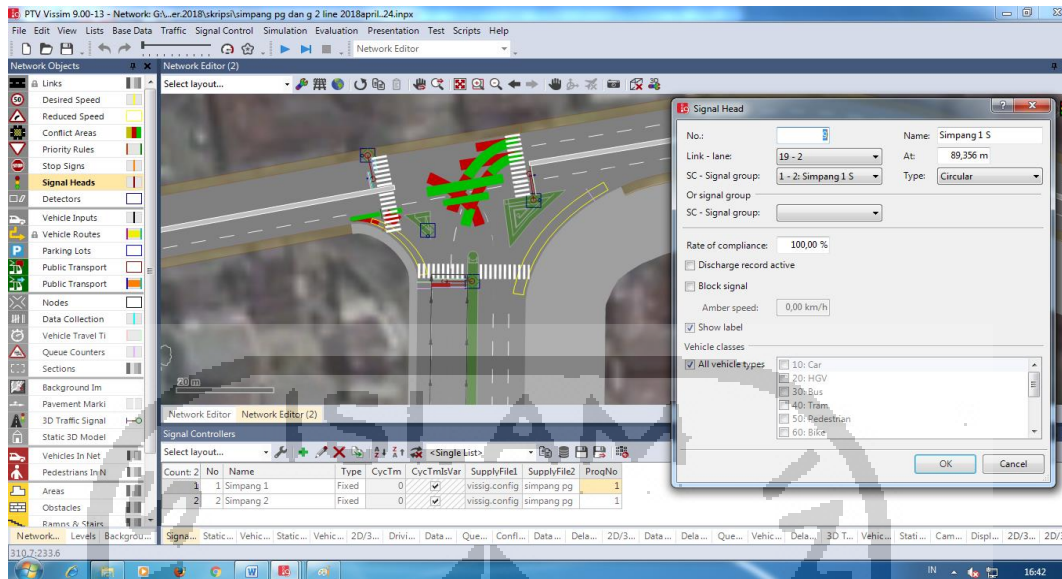 PTV Vissim 9.00-13 - Network: G:\...er.2018\skripsi\simpang pg dan g 2 line 2018april..24.inpx
File Edit View Lists Base Data Traffic Signal Control Simulation Evaluation Presentation Test Scripts Help
Network Editor
Network Objects
Network Editor (2)
Select layout...
Links
Desired Speed
Reduced Speed
Conflict Areas
Priority Rules
Stop Signs
Signal Heads
Detectors
Vehicle Inputs
Vehicle Routes
Parking Lots
Public Transport
Public Transport
Nodes
Data Collection
Vehicle Travel Ti
Queue Counters
Sections
Background Im
Pavement Marki
3D Traffic Signal
Static 3D Model
Vehicles In Net
Pedestrians In N
Areas
Obstacles
Ramps & Stairs
Network... Levels Backgrou...
310.7:233.6
20 m
Network Editor Network Editor (2)
Signal Controllers
Select layout... <Single List>
Count: 2 No Name Type CycTm CycTmIsVar SupplyFile1 SupplyFile2 ProgNo
1 1 Simpang 1 Fixed 0 vissig.config simpang pg 1
2 2 Simpang 2 Fixed 0 vissig.config simpang pg 1
Signa... Static... Vehic... Static... Vehic... 2D/3... Drivi... Data... Que... Confl... Data... Dela... 2D/3... Data... Dela... Que... Vehic... Dela... 3D T... Vehic... Stati... Cam... Displ... 2D/3... 2D/
Signal Head
No.: Name: Simpang 1 S
Link - lane: 19 - 2 At: 89,356 m
SC - Signal group: 1 - 2: Simpang 1 S Type: Circular
Or signal group
SC - Signal group:
Rate of compliance: 100,00 %
Discharge record active
Block signal
Amber speed: 0,00 km/h
Show label
Vehicle classes
All vehicle types 10: Car
20: HGV
30: Bus
40: Tram
50: Pedestrian
60: Bike
OK Cancel
ISLAM
IN 16:42